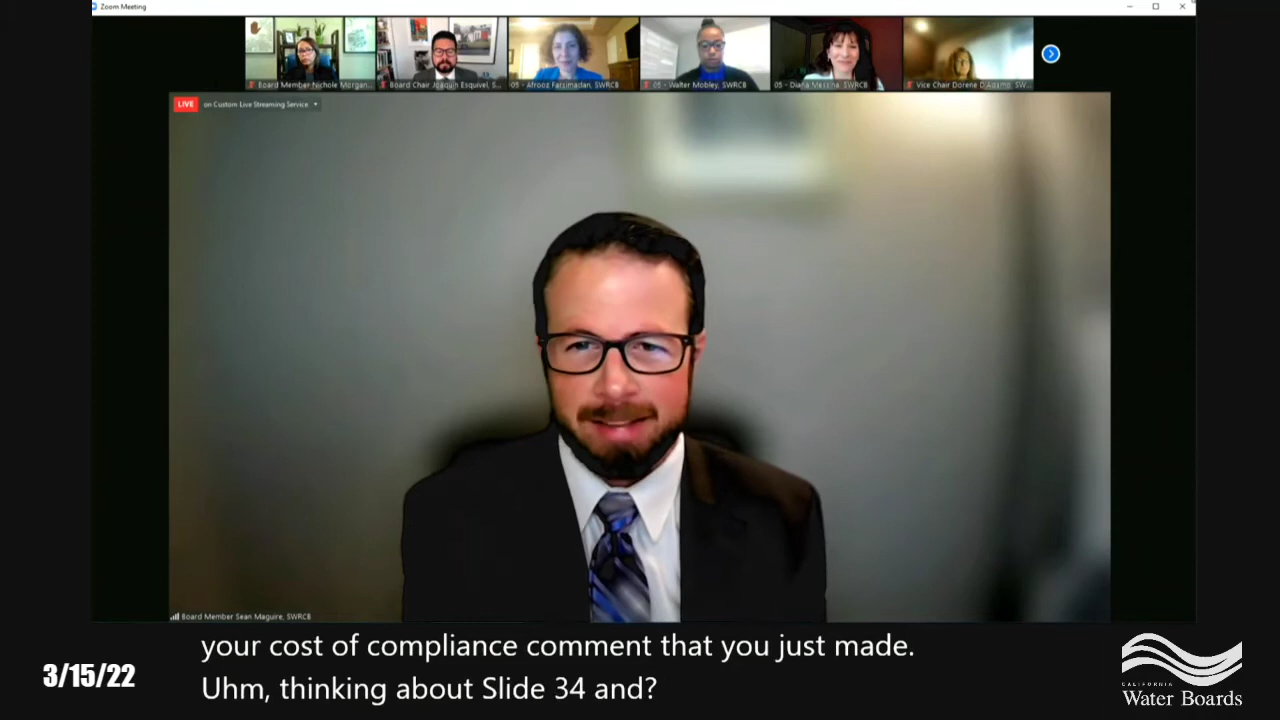 Zoom Meeting
Board Member Nichole Morgan...
Board Chair Joaquin Esquivel, S...
05 - Afrooz Farsimadan, SWRCB
05 - Walter Mobley, SWRCB
05 - Diana Messina, SWRCB
Vice Chair Dorene D'Adamo, SW...
LIVE on Custom Live Streaming Service
Board Member Sean Maguire, SWRCB
your cost of compliance comment that you just made.
Uhm, thinking about Slide 34 and?
3/15/22
CALIFORNIA
Water Boards